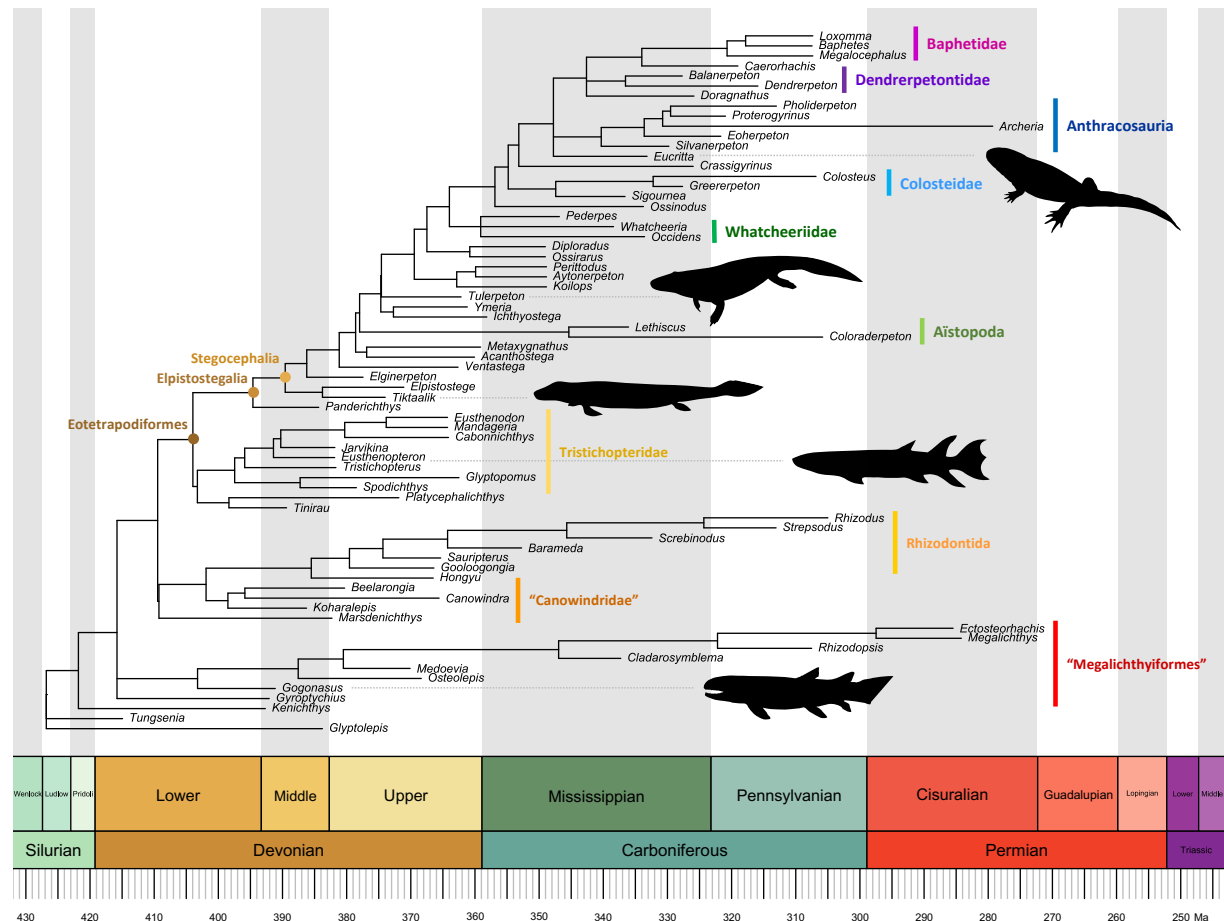 Loxomma
Baphetes
Baphetidae
Megalocephalus
Caerorhachis
Balanerpeton
Dendrerpetontidae
Dendrerpeton
Doragnathus
Pholiderpeton
Proterogyrinus
Archeria
Anthracosauria
Eoherpeton
Silvanerpeton
Eucritta
Crassigyrinus
Colosteus
Colosteidae
Greererpeton
Sigournea
Ossinodus
Pederpes
Whatcheeria
Whatcheeriidae
Occidens
Diploradus
Ossirarus
Perittodus
Aytonerpeton
Koilops
Tulerpeton
Ymeria
Ichthyostega
Lethiscus
Aïstopoda
Coloraderpeton
Metaxygnathus
Stegocephalia
Acanthostega
Ventastega
Elpistostegalia
Elginerpeton
Elpistostege
Tiktaalik
Panderichthys
Eotetrapodiformes
Eusthenodon
Mandageria
Cabonnichthy
Jarvikina
Tristichopteridae
Eusthenopteron
Tristichopterus
Glyptopomus
Spodichthys
Platycephalichthys
Tinirau
Rhizodus
Strepsodus
Screbinodus
Rhizodontida
Barameda
Sauripterus
Gooloogongia
Hongyu
Beelarongia
Canowindra
“Canowindridae”
Koharalepis
Marsdenichthys
Ectosteorhachis
Megalichthys
Rhizodopsis
Cladarosymblema
“Megalichthyiformes”
Medoevia
Osteolepis
Gogonasus
Gyroptychius
Kenichthys
Tungsenia
Glyptolepis
Wenlock Ludlow Pridoli Lower Middle Upper Mississippian Pennsylvanian Cisuralian Guadalupian Lopingian Lower Middle
Silurian Devonian Carboniferous Permian Triassic
430 420 410 400 390 380 370 360 350 340 330 320 310 300 290 280 270 260 250 Ma